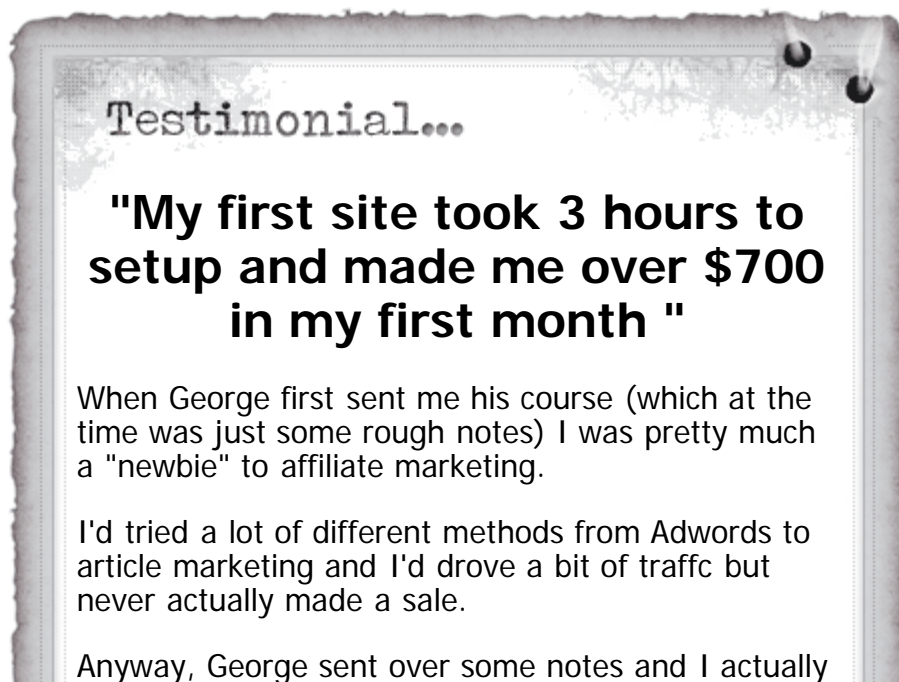 Testimonial...
"My first site took 3 hours to
setup and made me over $700
in my first month "
When George first sent me his course (which at the
time was just some rough notes) I was pretty much
a "newbie" to affiliate marketing.
I'd tried a lot of different methods from Adwords to
article marketing and I'd drove a bit of traffc but
never actually made a sale.
Anyway, George sent over some notes and I actually